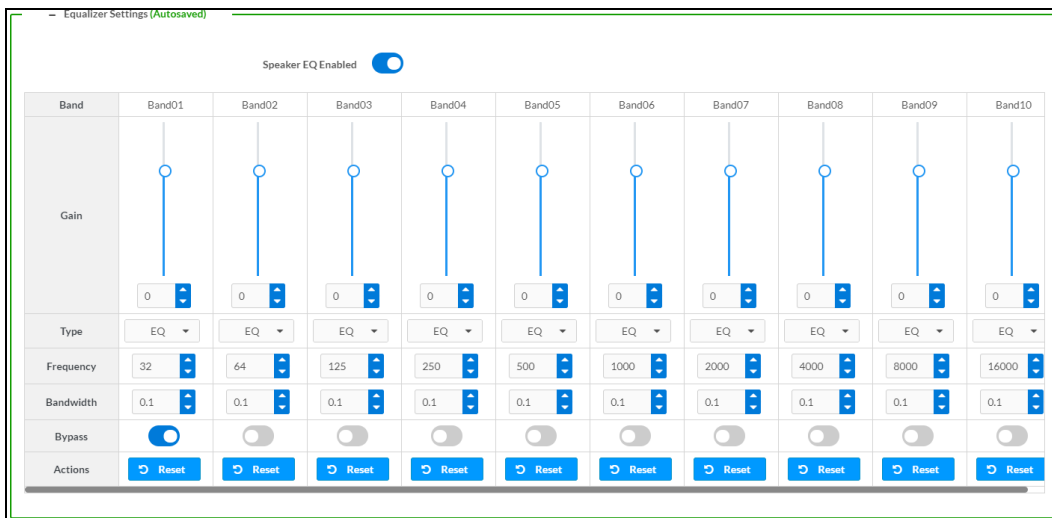 – Equalizer Settings (Autosaved)
Speaker EQ Enabled
Band Band01 Band02 Band03 Band04 Band05 Band06 Band07 Band08 Band09 Band10
Gain
0 0 0 0 0 0 0 0 0 0
Type EQ EQ EQ EQ EQ EQ EQ EQ EQ EQ
Frequency 32 64 125 250 500 1000 2000 4000 8000 16000
Bandwidth 0.1 0.1 0.1 0.1 0.1 0.1 0.1 0.1 0.1 0.1
Bypass
Actions Reset Reset Reset Reset Reset Reset Reset Reset Reset Reset